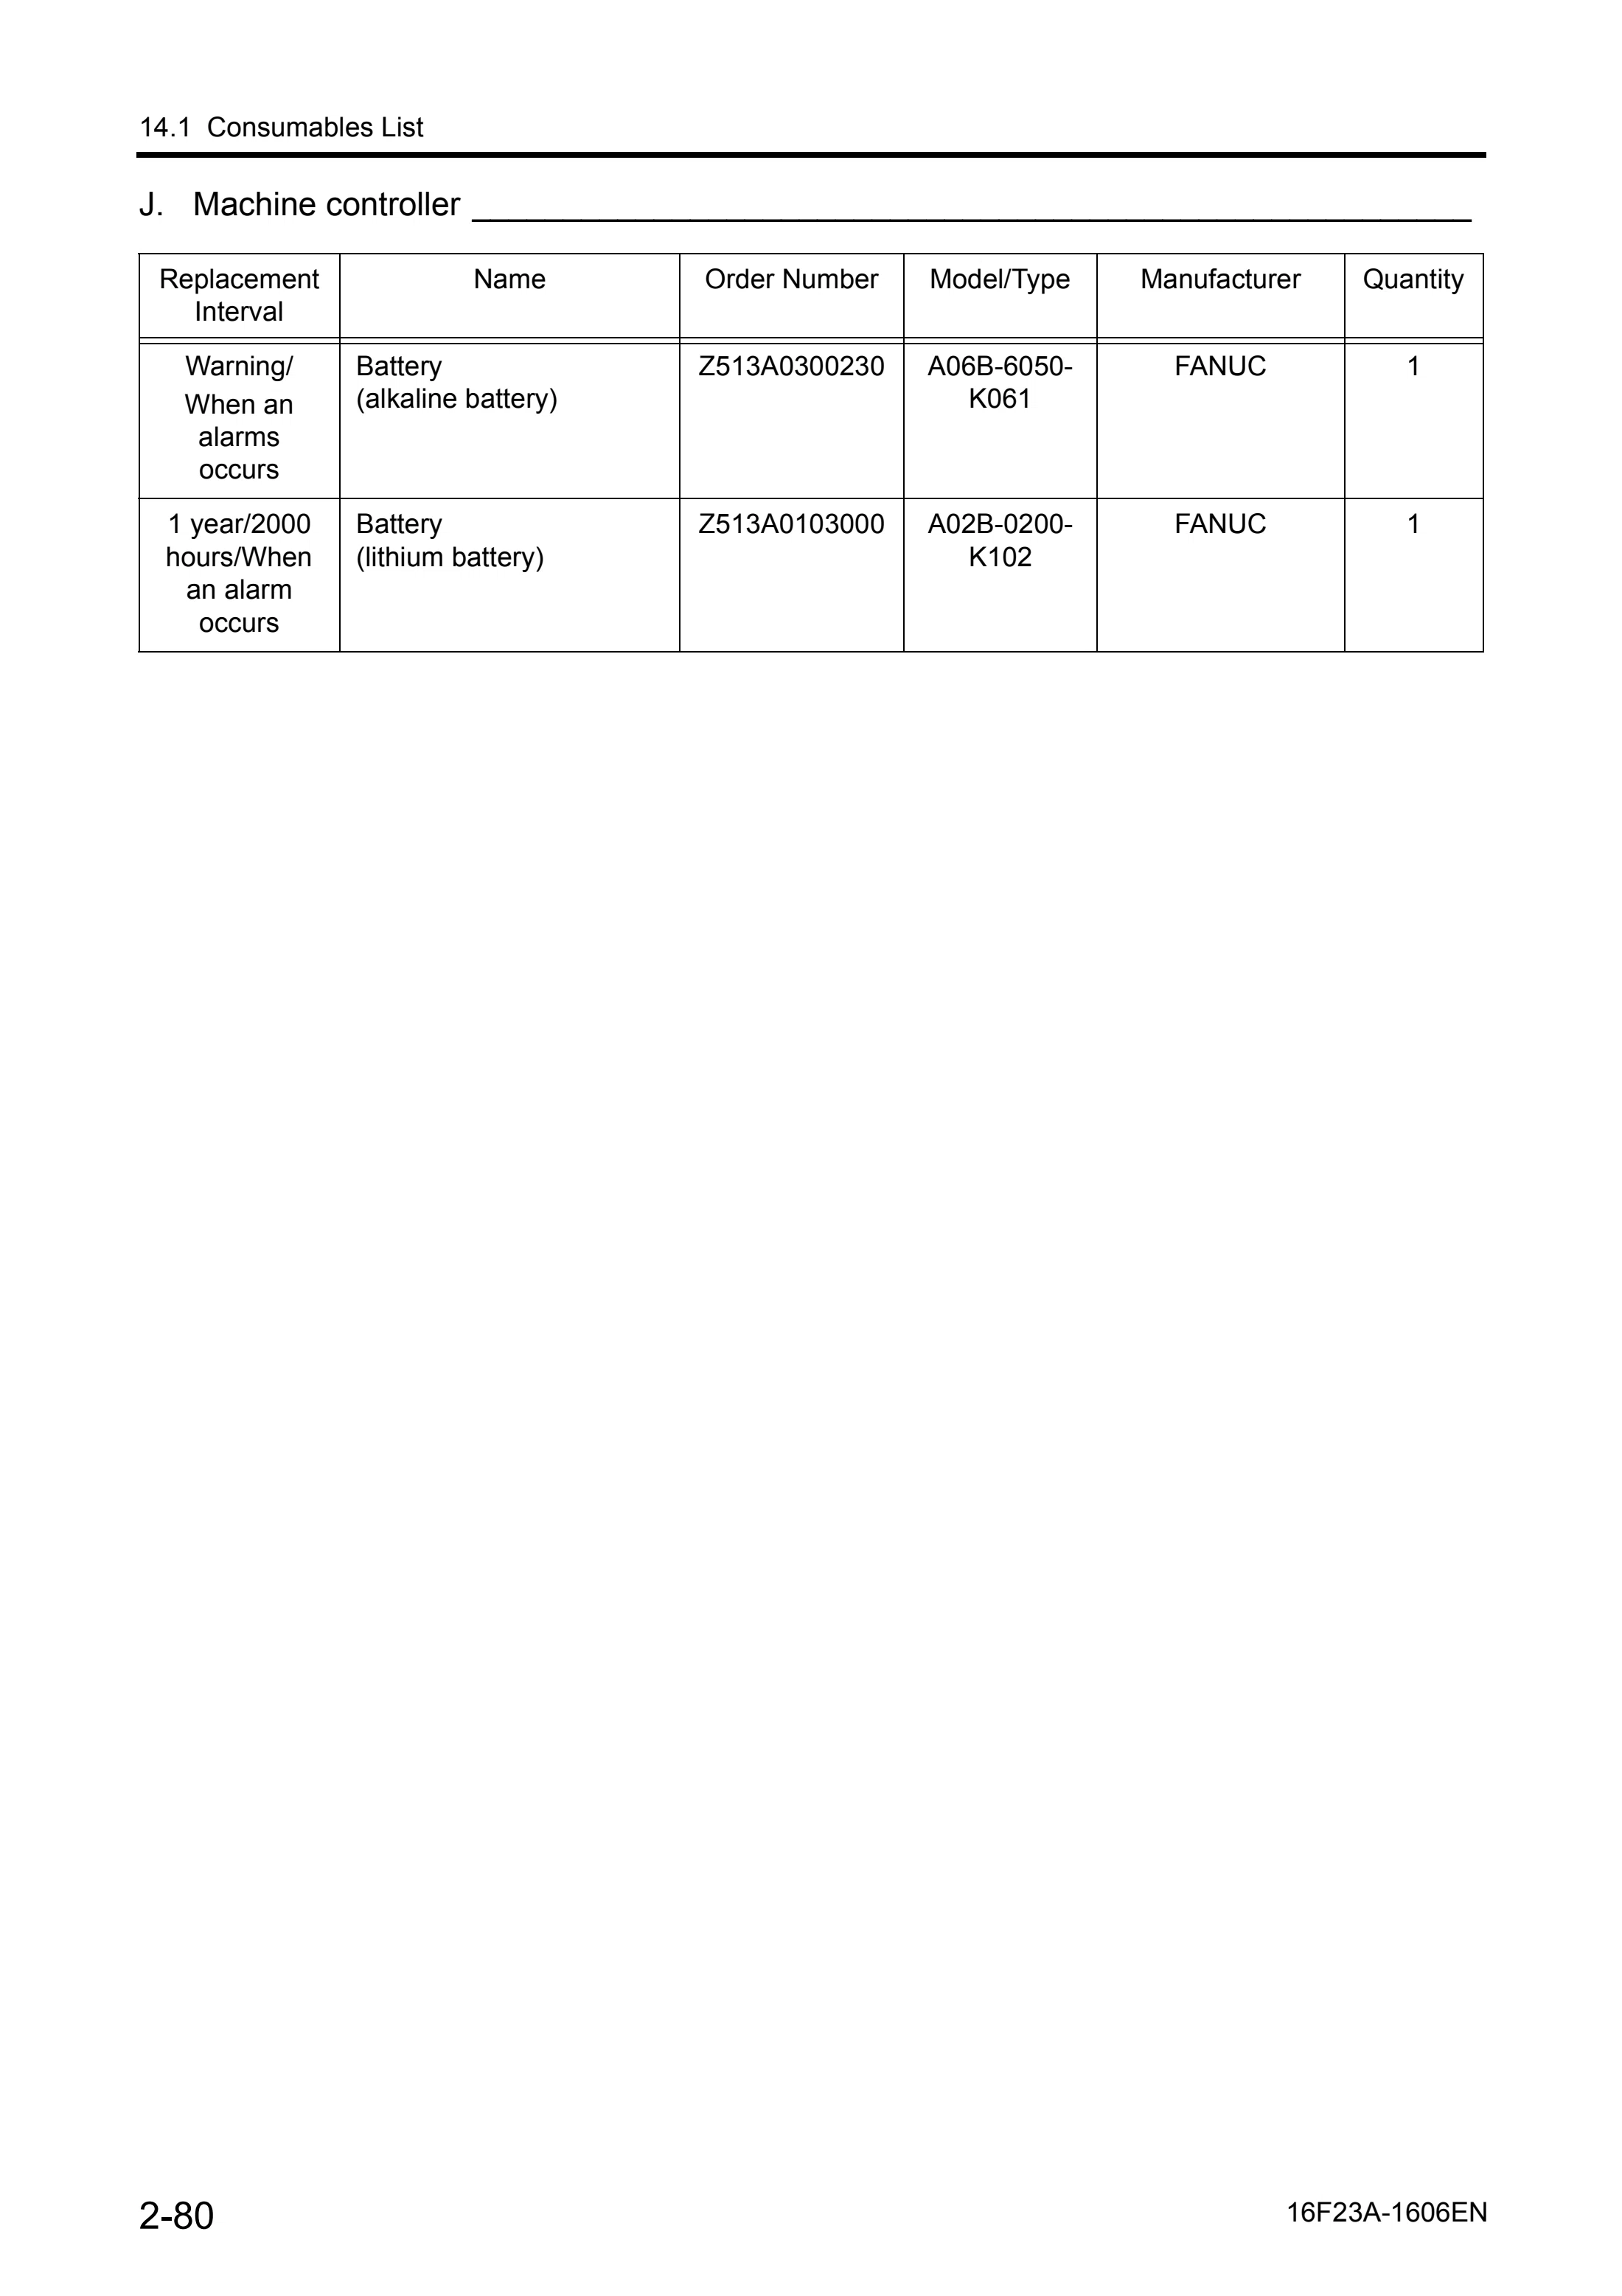 14.1 Consumables List
J. Machine controller
Replacement Interval | Name | Order Number | Model/Type | Manufacturer | Quantity
Warning/ When an alarms occurs | Battery (alkaline battery) | Z513A0300230 | A06B-6050-K061 | FANUC | 1
1 year/2000 hours/When an alarm occurs | Battery (lithium battery) | Z513A0103000 | A02B-0200-K102 | FANUC | 1
2-80
16F23A-1606EN